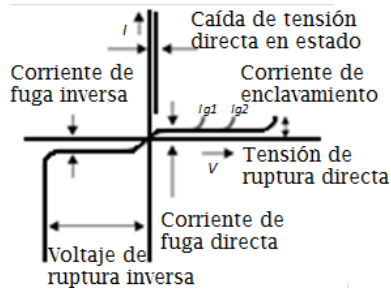 I
Caída de tensión
directa en estado
Corriente de
fuga inversa
Ig1 Ig2
Corriente de
enclavamiento
V
Tensión de
ruptura directa
Corriente de
fuga directa
Voltaje de
ruptura inversa